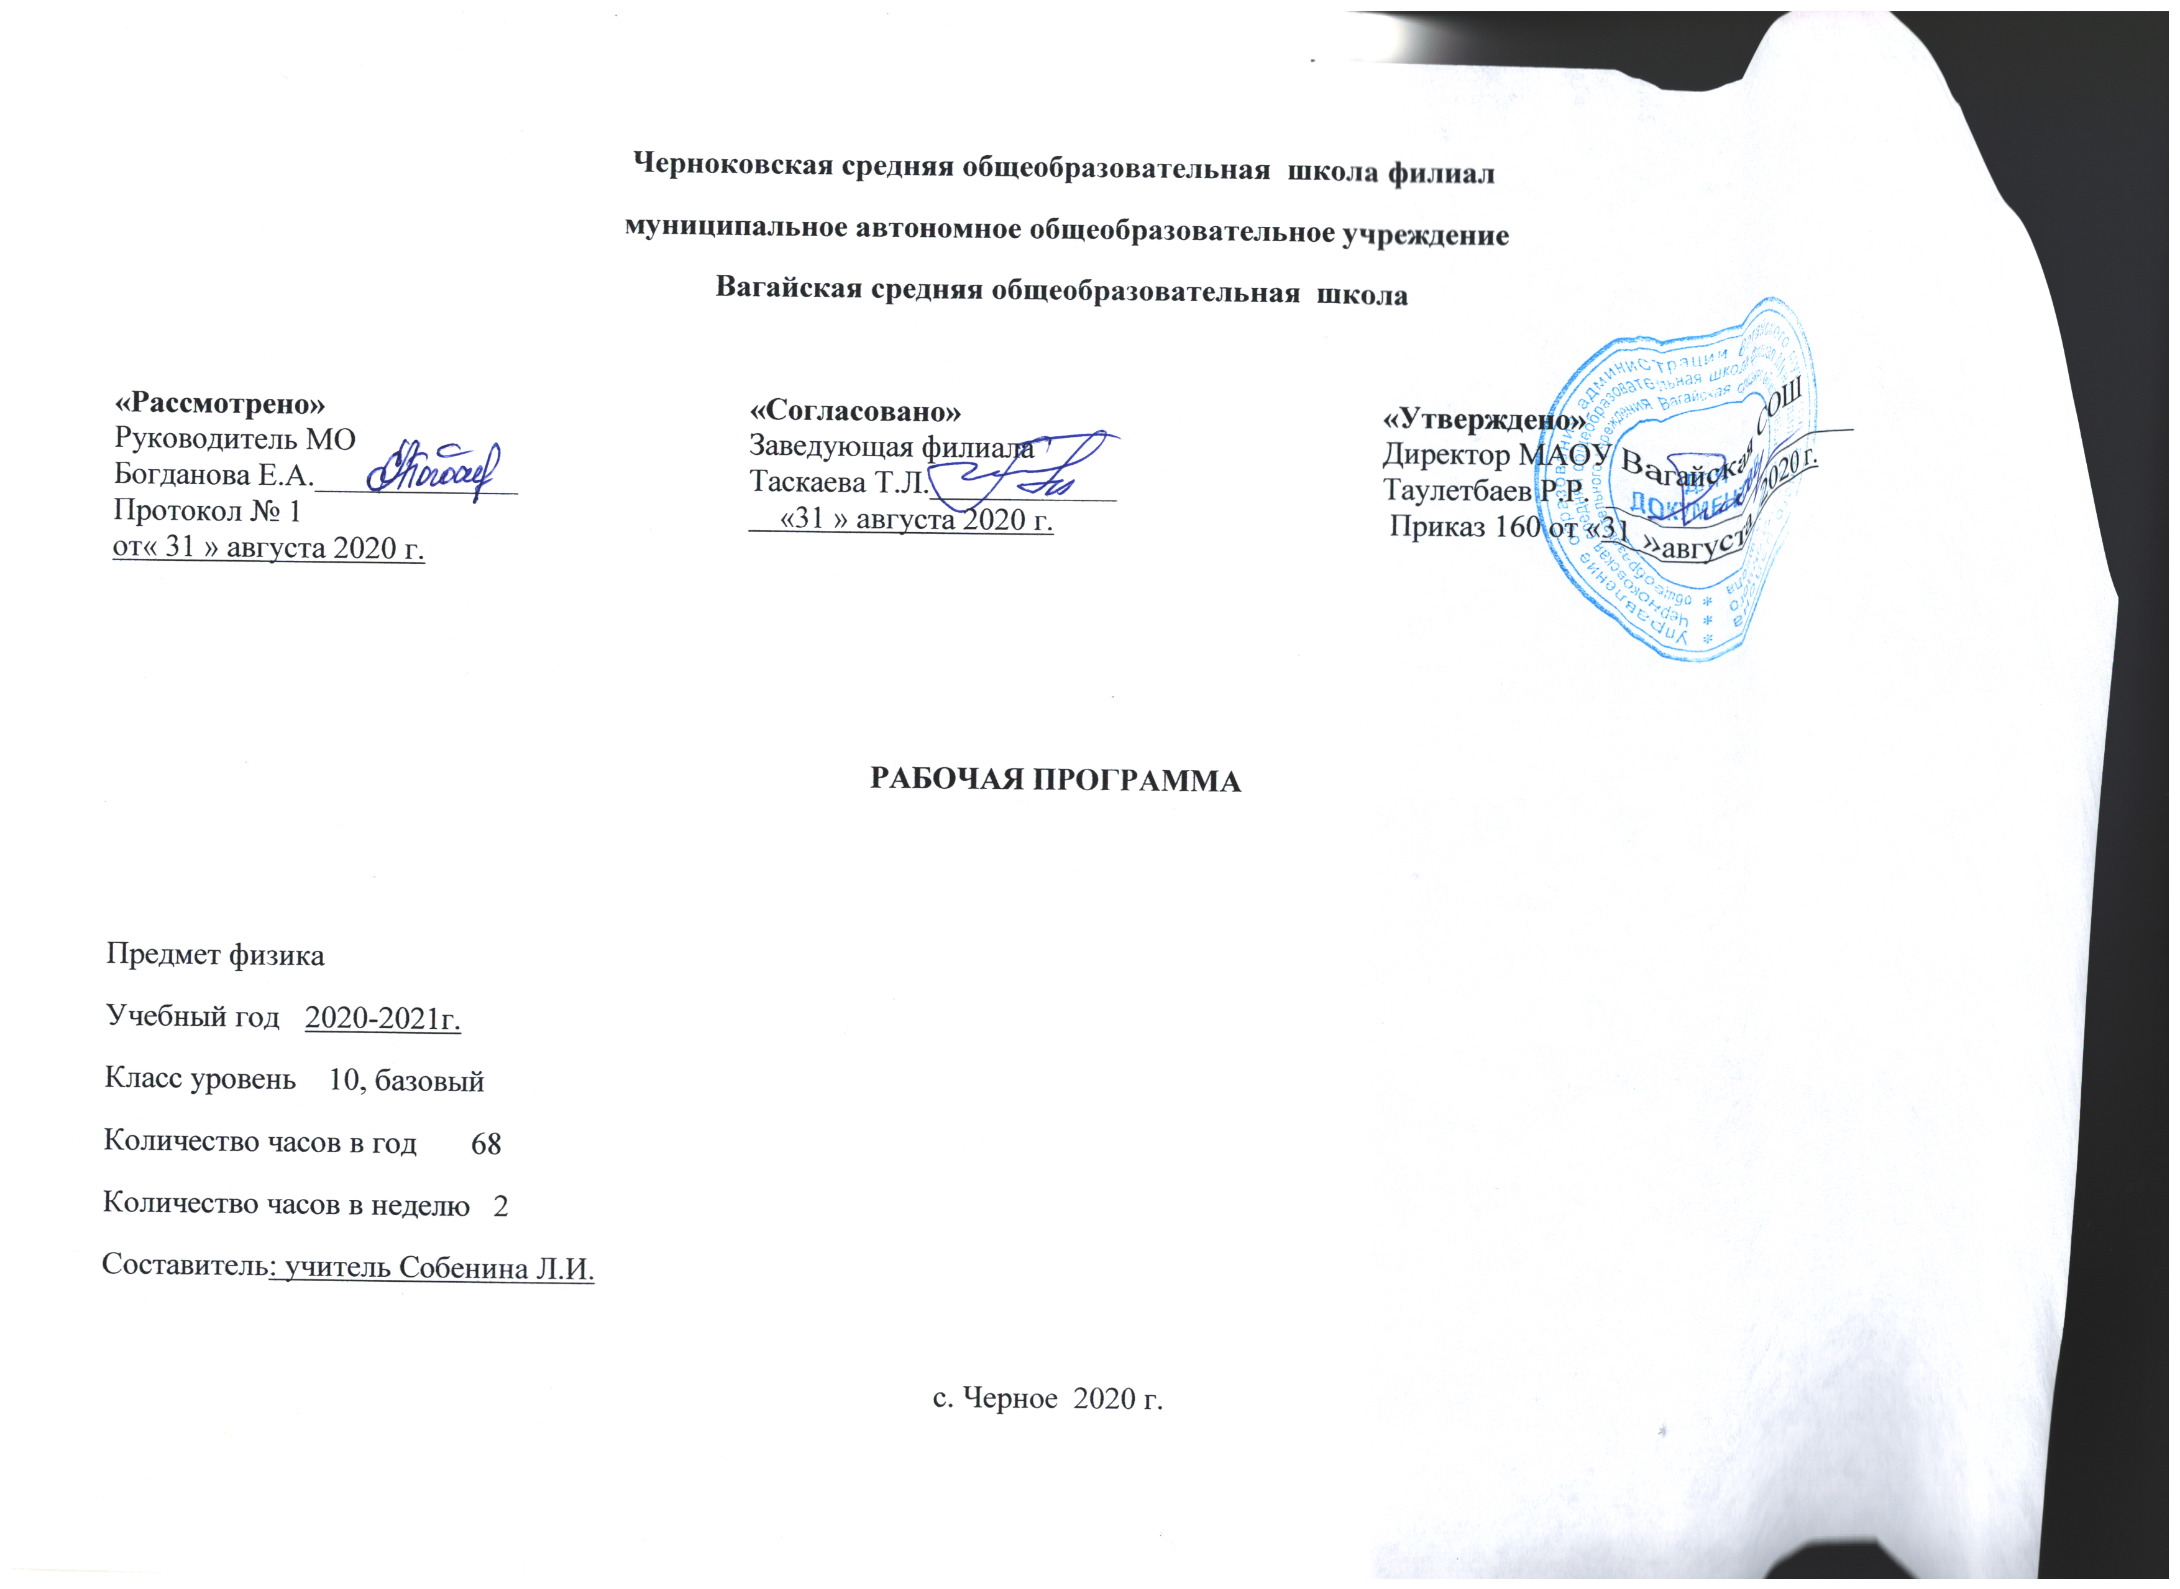 Черноковская средняя общеобразовательная школа филиал
муниципальное автономное общеобразовательное учреждение
Вагайская средняя общеобразовательная школа
«Рассмотрено»
Руководитель МО
Богданова Е.А.
Протокол № 1
от« 31 » августа 2020 г.
«Согласовано»
Заведующая филиала
Таскаева Т.Л.
«31 » августа 2020 г.
«Утверждено»
Директор МАОУ Вагайская СОШ
Таулетбаев Р.Р.
Приказ 160 от «31 »августа 2020 г.
ДОКУМЕНТОВ
РАБОЧАЯ ПРОГРАММА
Предмет физика
Учебный год 2020-2021г.
Класс уровень 10, базовый
Количество часов в год 68
Количество часов в неделю 2
Составитель: учитель Собенина Л.И.
с. Черное 2020 г.